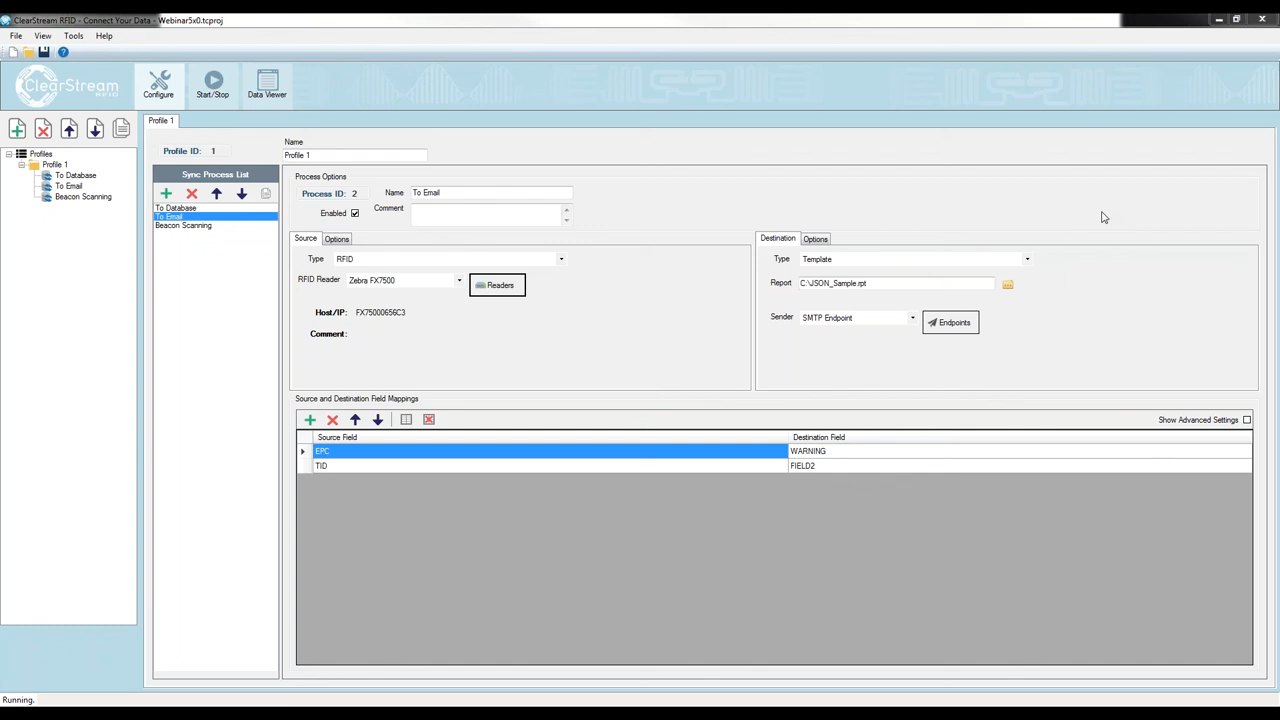 ClearStream RFID - Connect Your Data - Webinar5x0.tcproj
File View Tools Help
ClearStream
RFID
Configure Start/Stop Data Viewer
Profile 1
Profiles
Profile 1
To Database
To Email
Beacon Scanning
Profile ID: 1
Name
Profile 1
Sync Process List
To Database
To Email
Beacon Scanning
Process Options
Process ID: 2 Name To Email
Enabled Comment
Source Options
Type RFID
RFID Reader Zebra FX7500 Readers
Host/IP: FX75000656C3
Comment:
Destination Options
Type Template
Report C:\JSON_Sample.rpt
Sender SMTP Endpoint Endpoints
Source and Destination Field Mappings
Show Advanced Settings
Source Field Destination Field
EPC WARNING
TID FIELD2
Running.